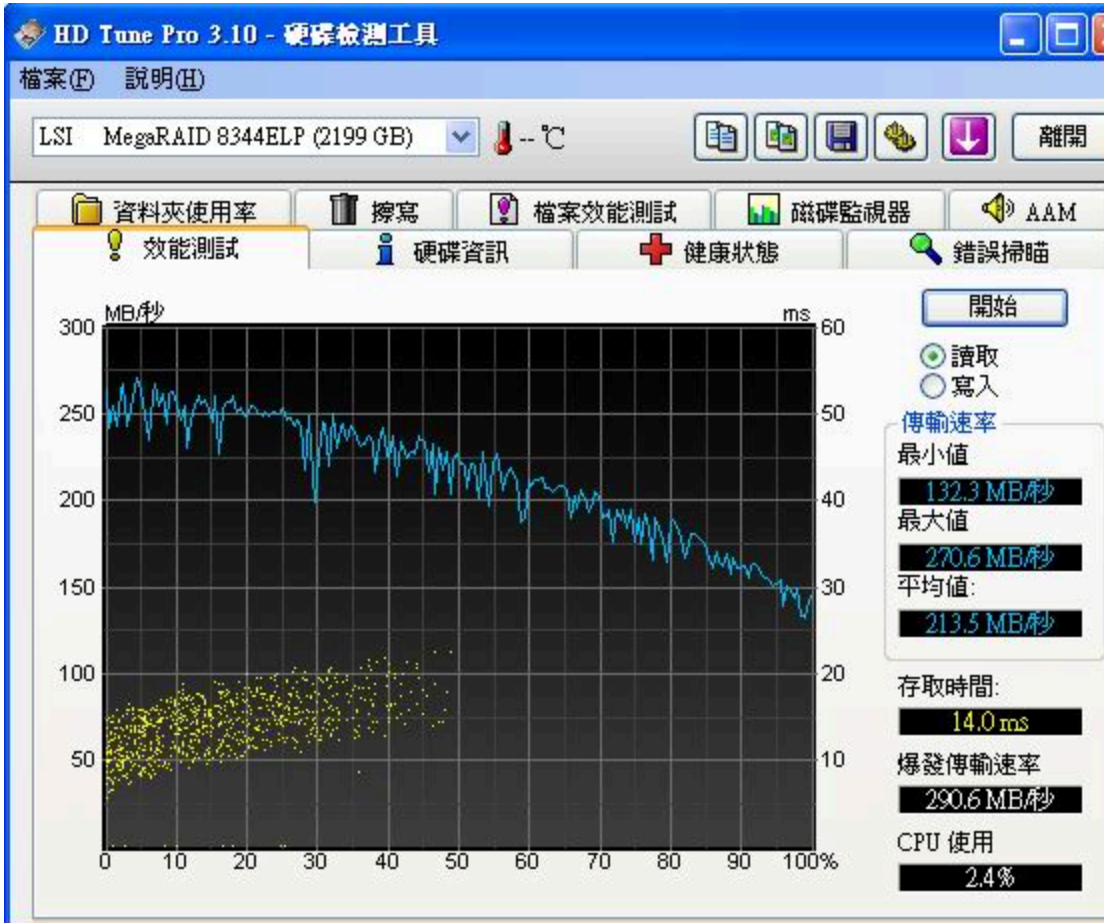 HD Tune Pro 3.10 - 硬碟檢測工具
檔案(F) 說明(H)
LSI MegaRAID 8344ELP (2199 GB) -- °C 離開
資料夾使用率 擦寫 檔案效能測試 磁碟監視器 AAM
效能測試 硬碟資訊 健康狀態 錯誤掃瞄
MB/秒 ms
開始
讀取
寫入
傳輸速率
最小值
132.3 MB/秒
最大值
270.6 MB/秒
平均值:
213.5 MB/秒
存取時間:
14.0 ms
爆發傳輸速率
290.6 MB/秒
CPU 使用
2.4%
300 60
250 50
200 40
150 30
100 20
50 10
0 10 20 30 40 50 60 70 80 90 100%